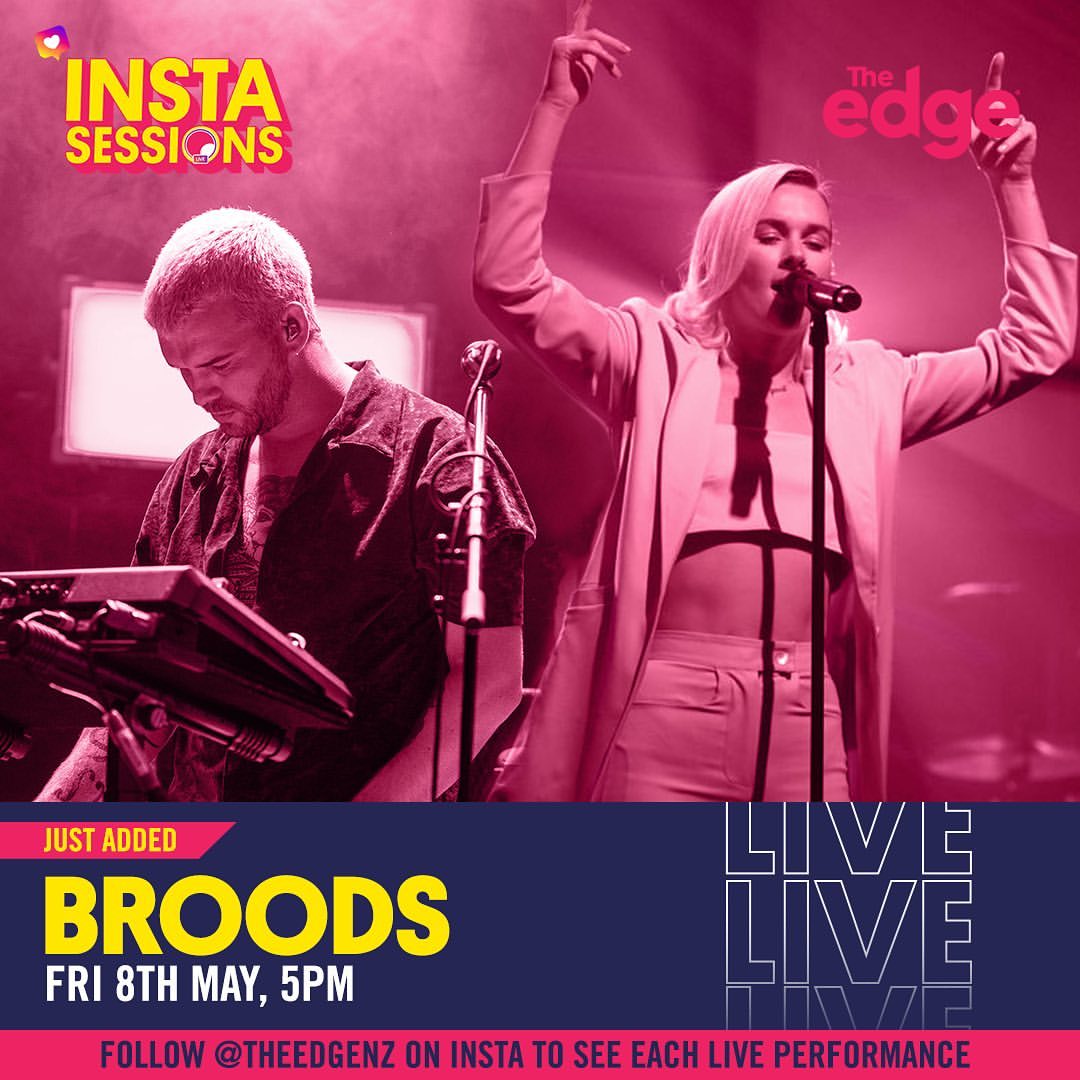 INSTA
SESSIONS
LIVE
The
edge
JUST ADDED
BROODS
FRI 8TH MAY, 5PM
LIVE
LIVE
LIVE
FOLLOW @THEEDGENZ ON INSTA TO SEE EACH LIVE PERFORMANCE